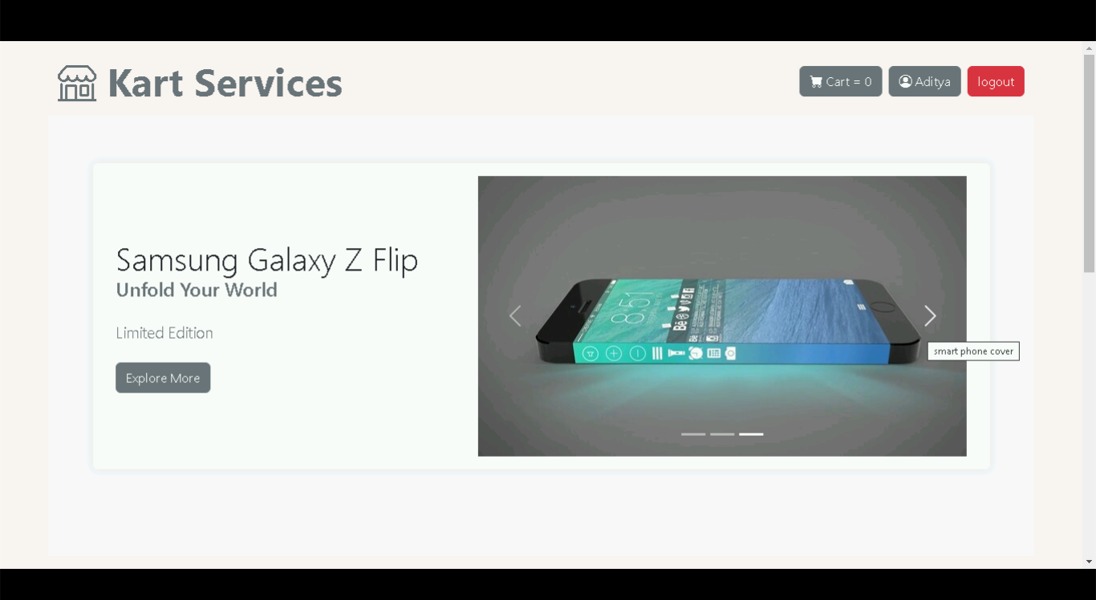 Kart Services
Cart = 0
Aditya
logout
Samsung Galaxy Z Flip
Unfold Your World
Limited Edition
Explore More
8:51
Bē
smart phone cover